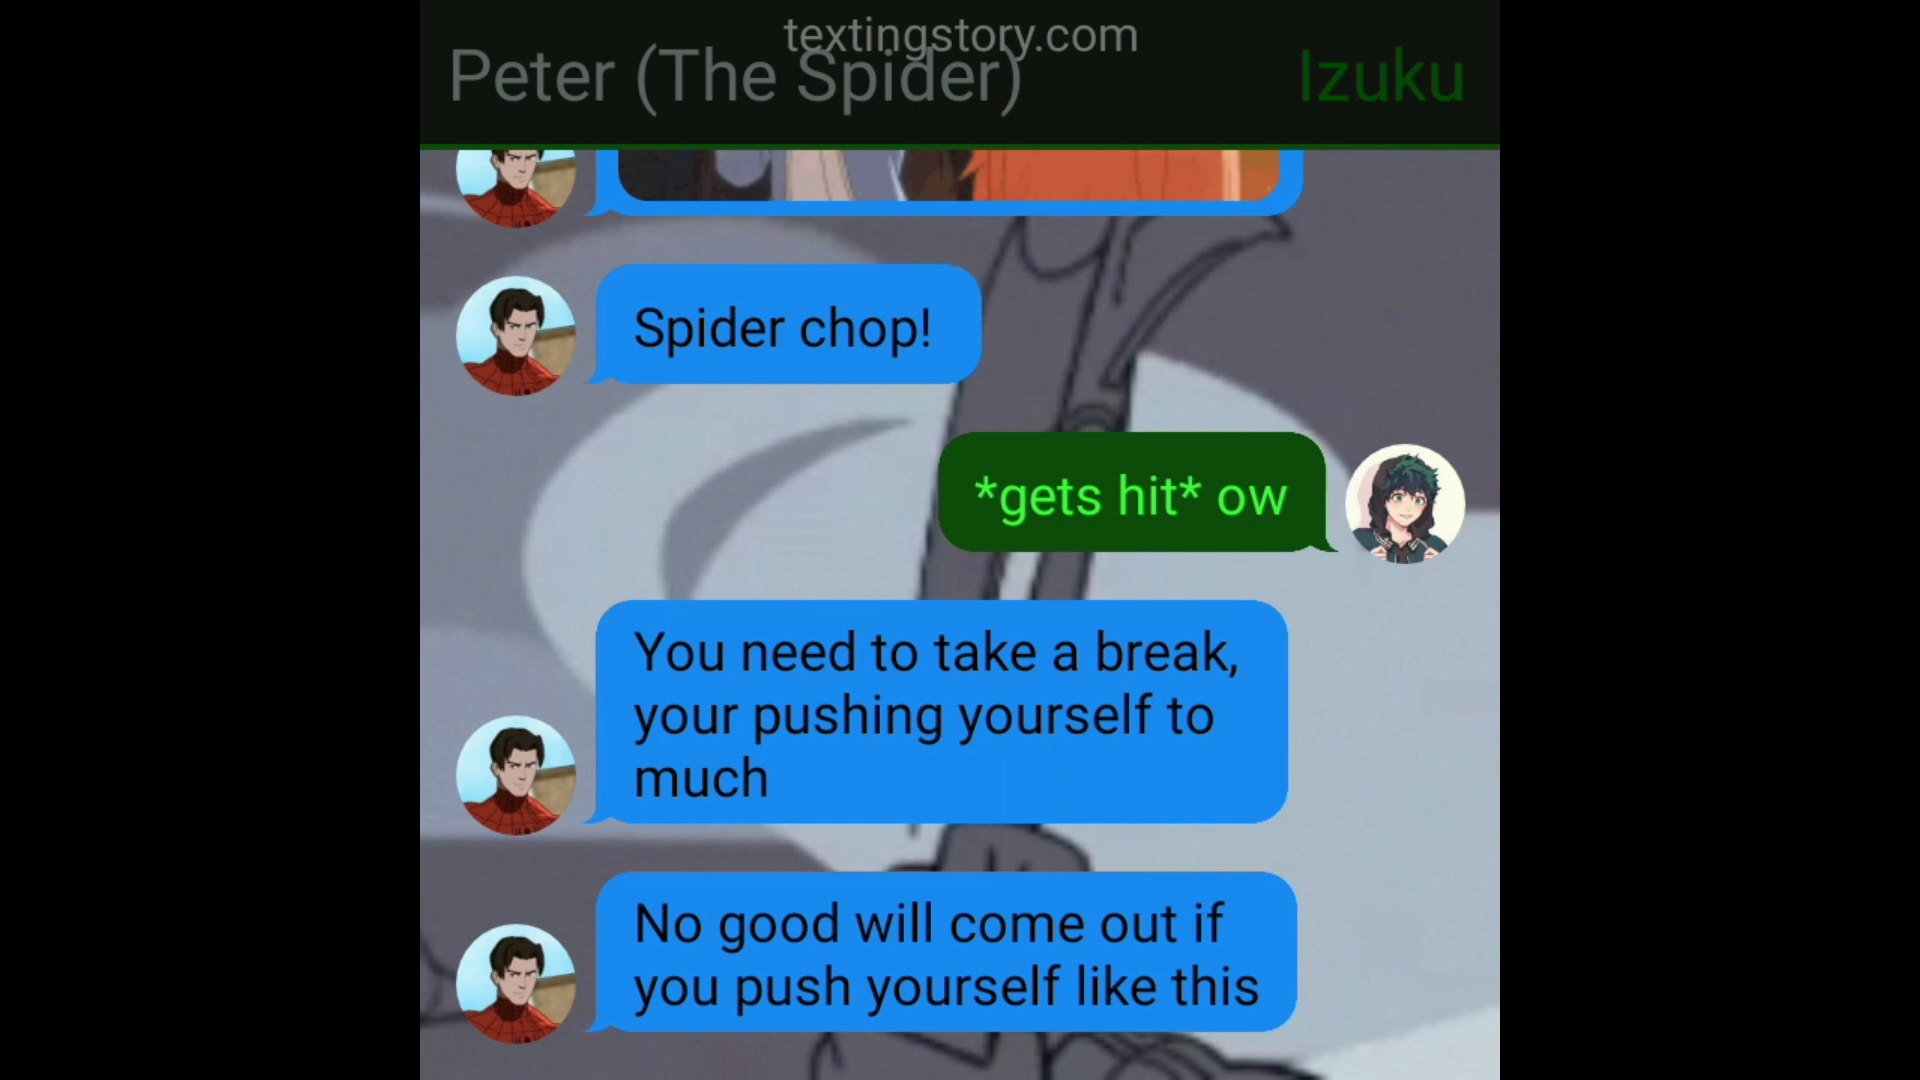 textingstory.com
Peter (The Spider)
Izuku
Spider chop!
*gets hit* ow
You need to take a break,
your pushing yourself to
much
No good will come out if
you push yourself like this